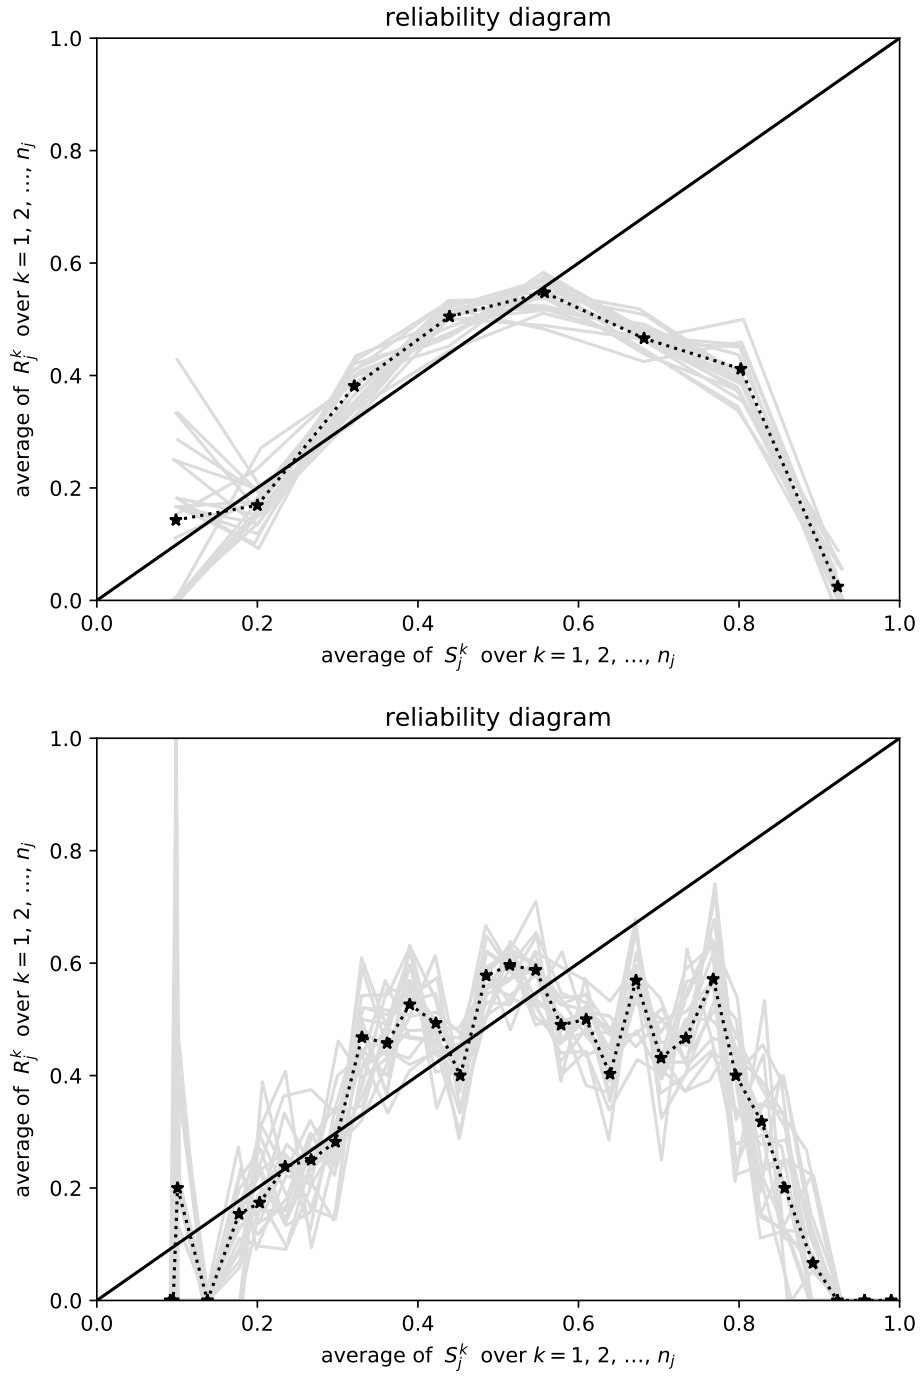 reliability diagram
1.0
0.8
0.6
0.4
0.2
0.0
average of R_j^k over k = 1, 2, ..., n_j
0.0 0.2 0.4 0.6 0.8 1.0
average of S_j^k over k = 1, 2, ..., n_j
reliability diagram
1.0
0.8
0.6
0.4
0.2
0.0
average of R_j^k over k = 1, 2, ..., n_j
0.0 0.2 0.4 0.6 0.8 1.0
average of S_j^k over k = 1, 2, ..., n_j